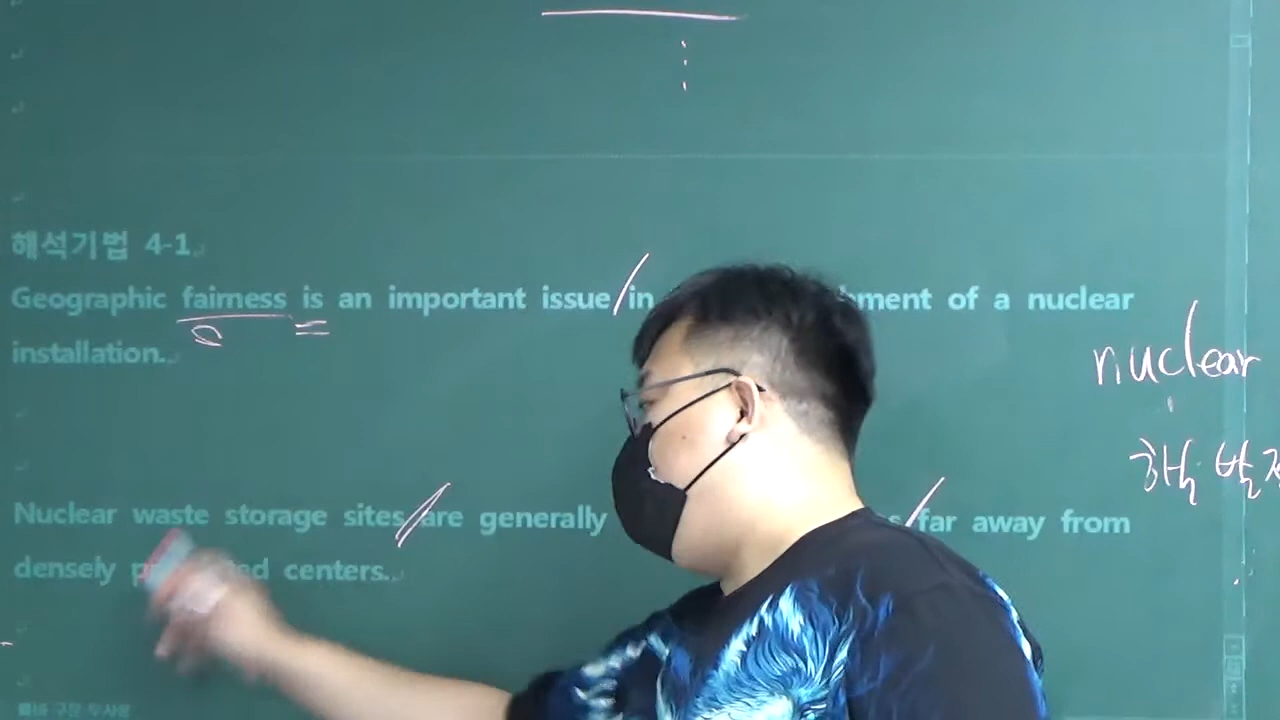 해석기법 4-1
Geographic fairness is an important issue in of a nuclear
installation.
nuclear
Nuclear waste storage sites are generally far away from
densely centers.